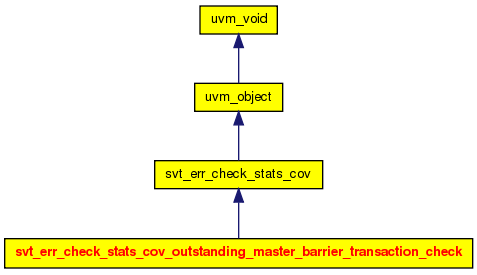 uvm_void
uvm_object
svt_err_check_stats_cov
svt_err_check_stats_cov_outstanding_master_barrier_transaction_check